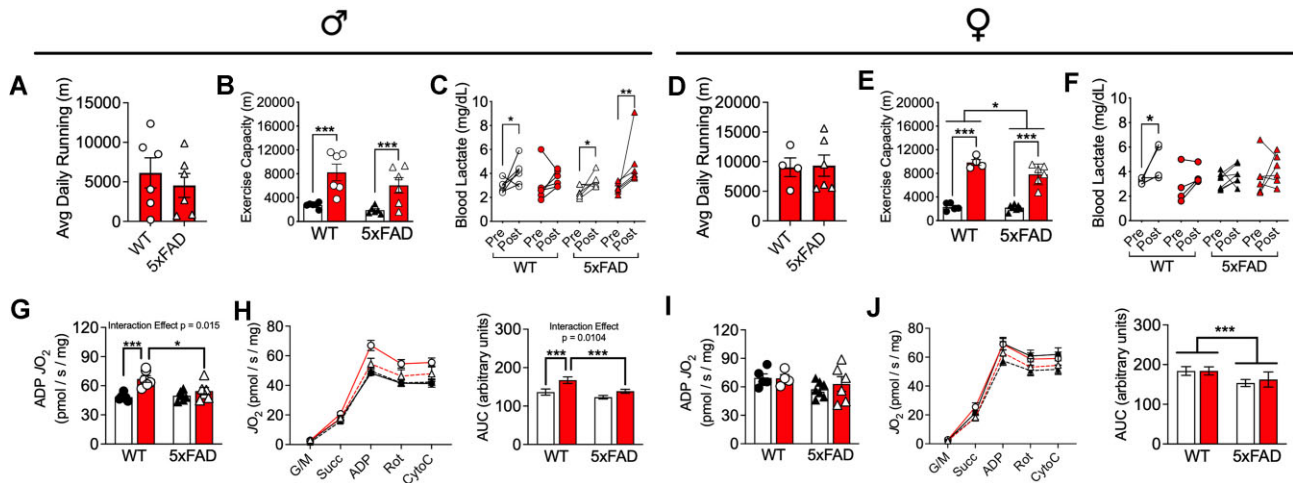 ♂
♀
A
Avg Daily Running (m)
15000
10000
5000
0
WT
5xFAD
B
Exercise Capacity (m)
20000
16000
12000
8000
4000
0
***
***
WT
5xFAD
C
Blood Lactate (mg/dL)
10
8
6
4
2
0
*
*
**
Pre
Post
Pre
Post
Pre
Post
Pre
Post
WT
5xFAD
D
Avg Daily Running (m)
20000
15000
10000
5000
0
WT
5xFAD
E
Exercise Capacity (m)
20000
16000
12000
8000
4000
0
*
***
***
WT
5xFAD
F
Blood Lactate (mg/dL)
10
8
6
4
2
0
*
Pre
Post
Pre
Post
Pre
Post
Pre
Post
WT
5xFAD
G
ADP JO2
(pmol / s / mg)
120
90
60
30
0
Interaction Effect p = 0.015
***
*
WT
5xFAD
H
JO2 (pmol / s / mg)
80
60
40
20
0
G/M
Succ
ADP
Rot
CytoC
AUC (arbitrary units)
300
200
100
0
Interaction Effect
p = 0.0104
***
***
WT
5xFAD
I
ADP JO2
(pmol / s / mg)
120
90
60
30
0
WT
5xFAD
J
JO2 (pmol / s / mg)
80
60
40
20
0
G/M
Succ
ADP
Rot
CytoC
AUC (arbitrary units)
300
200
100
0
***
WT
5xFAD